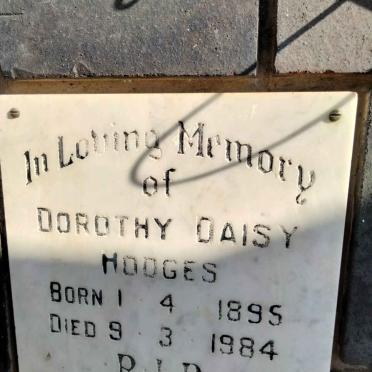 In Loving Memory
of
DOROTHY DAISY
HODGES
BORN 1 4 1895
DIED 9 3 1984
R.I.P.